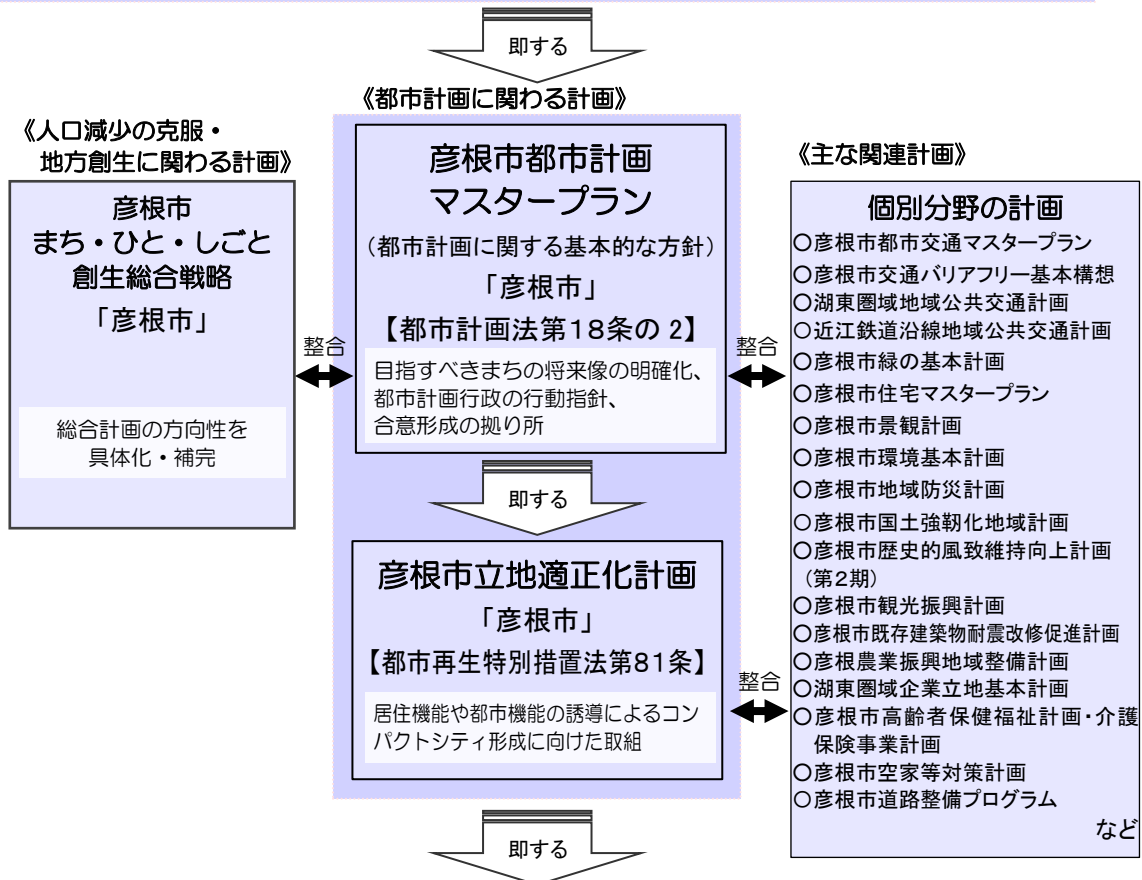 即する
《人口減少の克服・
地方創生に関わる計画》
彦根市
まち・ひと・しごと
創生総合戦略
「彦根市」
総合計画の方向性を
具体化・補完
整合
《都市計画に関わる計画》
彦根市都市計画
マスタープラン
(都市計画に関する基本的な方針)
「彦根市」
【都市計画法第18条の2】
目指すべきまちの将来像の明確化、
都市計画行政の行動指針、
合意形成の拠り所
即する
彦根市立地適正化計画
「彦根市」
【都市再生特別措置法第81条】
居住機能や都市機能の誘導によるコン
パクトシティ形成に向けた取組
整合
整合
《主な関連計画》
個別分野の計画
○彦根市都市交通マスタープラン
○彦根市交通バリアフリー基本構想
○湖東圏域地域公共交通計画
○近江鉄道沿線地域公共交通計画
○彦根市緑の基本計画
○彦根市住宅マスタープラン
○彦根市景観計画
○彦根市環境基本計画
○彦根市地域防災計画
○彦根市国土強靭化地域計画
○彦根市歴史的風致維持向上計画
(第2期)
○彦根市観光振興計画
○彦根市既存建築物耐震改修促進計画
○彦根農業振興地域整備計画
○湖東圏域企業立地基本計画
○彦根市高齢者保健福祉計画・介護
保険事業計画
○彦根市空家等対策計画
○彦根市道路整備プログラム
など
即する